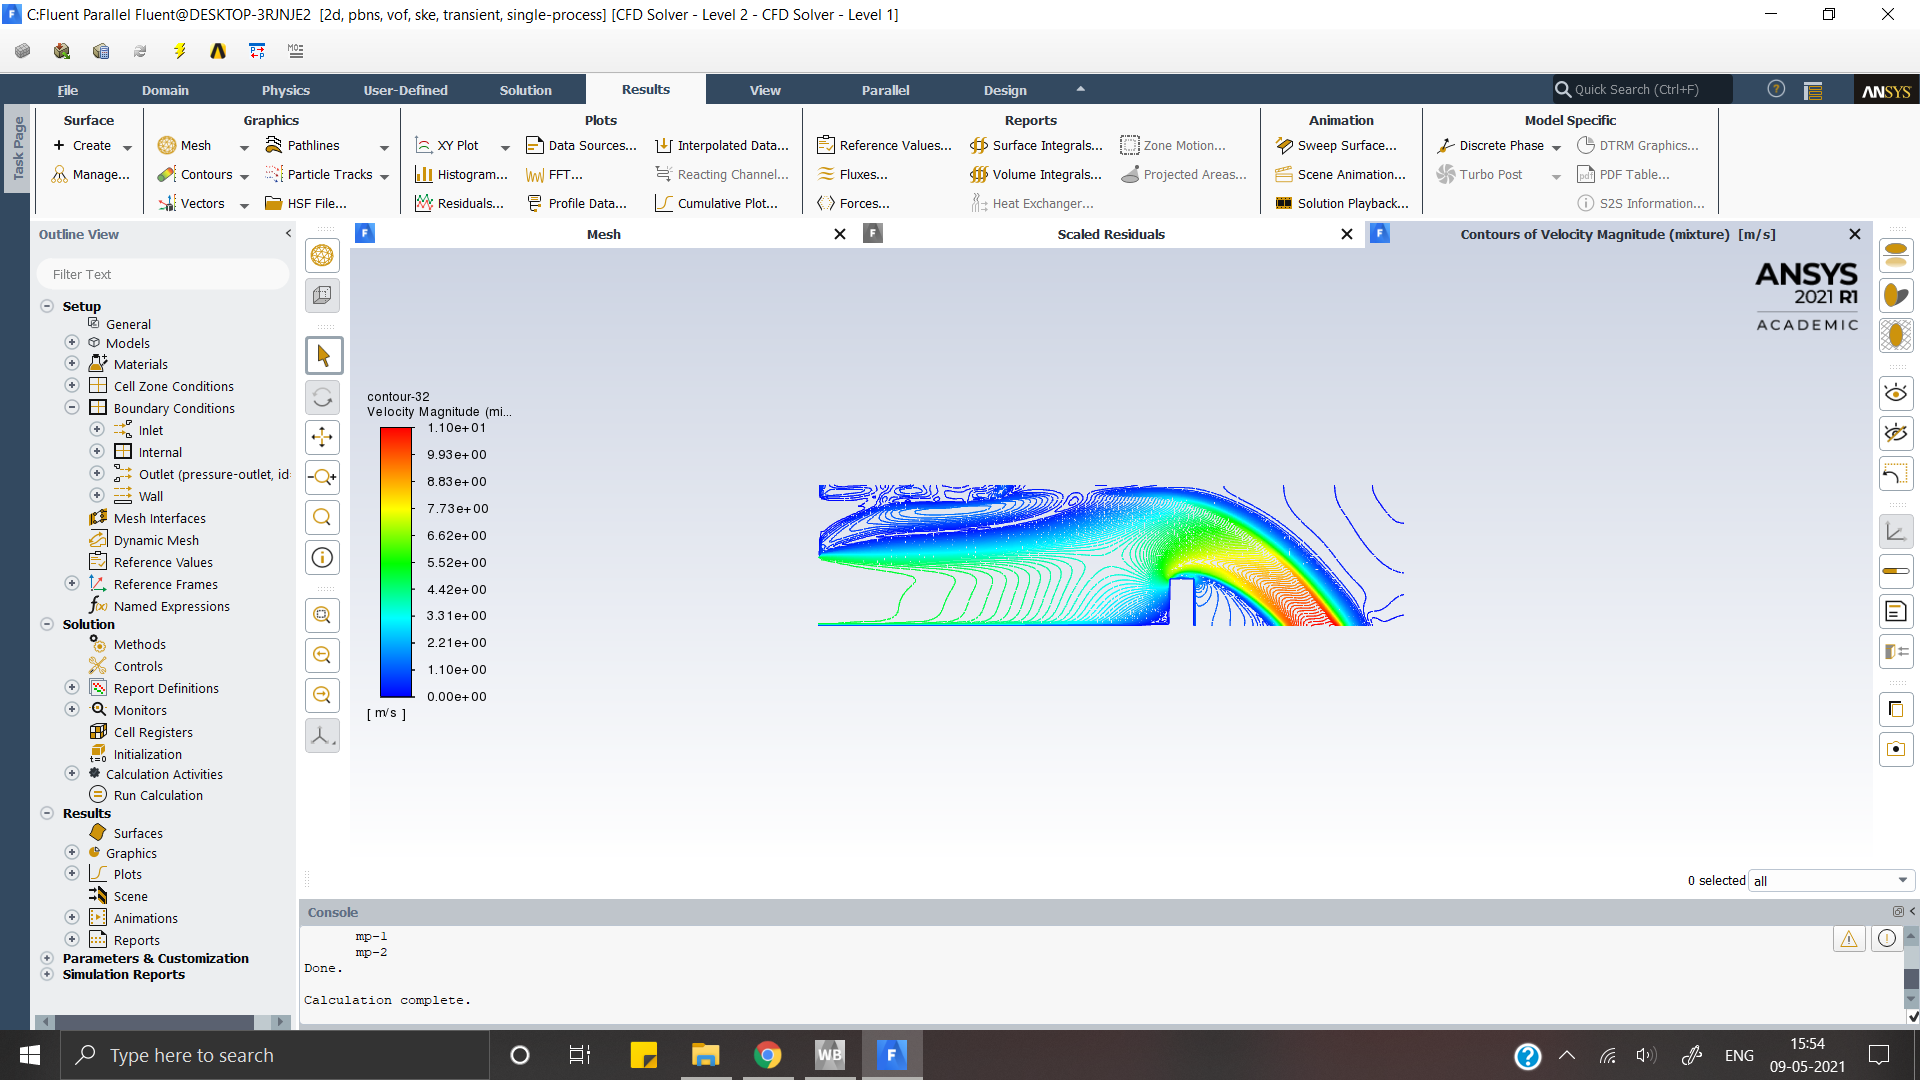 C:Fluent Parallel Fluent@DESKTOP-3RJNJE2 [2d, pbns, vof, ske, transient, single-process] [CFD Solver - Level 2 - CFD Solver - Level 1]
File Domain Physics User-Defined Solution Results View Parallel Design Quick Search (Ctrl+F) ANSYS
Task Page
Surface Graphics Plots Reports Animation Model Specific
Create Mesh Pathlines XY Plot Data Sources... Interpolated Data... Reference Values... Surface Integrals... Zone Motion... Sweep Surface... Discrete Phase DTRM Graphics...
Manage... Contours Particle Tracks Histogram... FFT... Reacting Channel... Fluxes... Volume Integrals... Projected Areas... Scene Animation... Turbo Post PDF Table...
Vectors HSF File... Residuals... Profile Data... Cumulative Plot... Forces... Heat Exchanger... Solution Playback... S2S Information...
Outline View
Mesh Scaled Residuals Contours of Velocity Magnitude (mixture) [m/s]
Filter Text
Setup
General
Models
Materials
Cell Zone Conditions
Boundary Conditions
Inlet
Internal
Outlet (pressure-outlet, id
Wall
Mesh Interfaces
Dynamic Mesh
Reference Values
Reference Frames
Named Expressions
Solution
Methods
Controls
Report Definitions
Monitors
Cell Registers
Initialization
Calculation Activities
Run Calculation
Results
Surfaces
Graphics
Plots
Scene
Animations
Reports
Parameters & Customization
Simulation Reports
ANSYS
2021 R1
ACADEMIC
contour-32
Velocity Magnitude (mi...
1.10e+01
9.93e+00
8.83e+00
7.73e+00
6.62e+00
5.52e+00
4.42e+00
3.31e+00
2.21e+00
1.10e+00
0.00e+00
[ m/s ]
0 selected all
Console
mp-1
mp-2
Done.
Calculation complete.
Type here to search
WB
F
ENG
15:54
09-05-2021